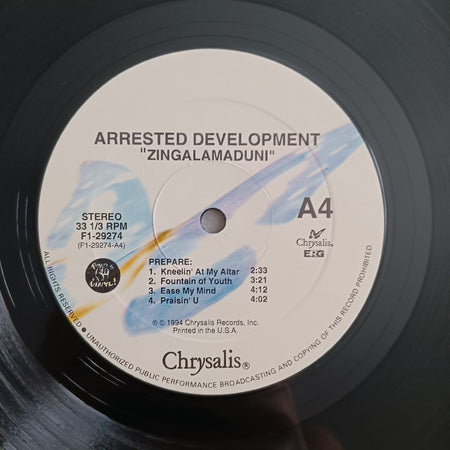 ARRESTED DEVELOPMENT
"ZINGALAMADUNI"
STEREO
33 1/3 RPM
F1-29274
(F1-29274-A4)
A4
Chrysalis®
ERG
PREPARE:
1. Kneelin' At My Altar 2:33
2. Fountain of Youth 3:21
3. Ease My Mind 4:12
4. Praisin' U 4:02
℗ © 1994 Chrysalis Records, Inc.
Printed in the U.S.A.
Chrysalis®
ALL RIGHTS RESERVED • UNAUTHORIZED PUBLIC PERFORMANCE BROADCASTING AND COPYING OF THIS RECORD PROHIBITED